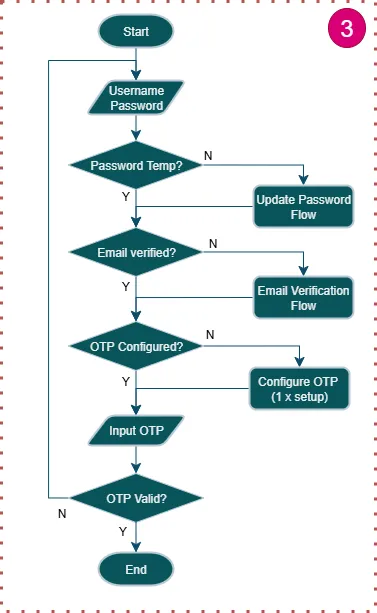 3
Start
Username
Password
Password Temp?
N
Y
Update Password
Flow
Email verified?
N
Y
Email Verification
Flow
OTP Configured?
N
Y
Configure OTP
(1 x setup)
Input OTP
OTP Valid?
N
Y
End